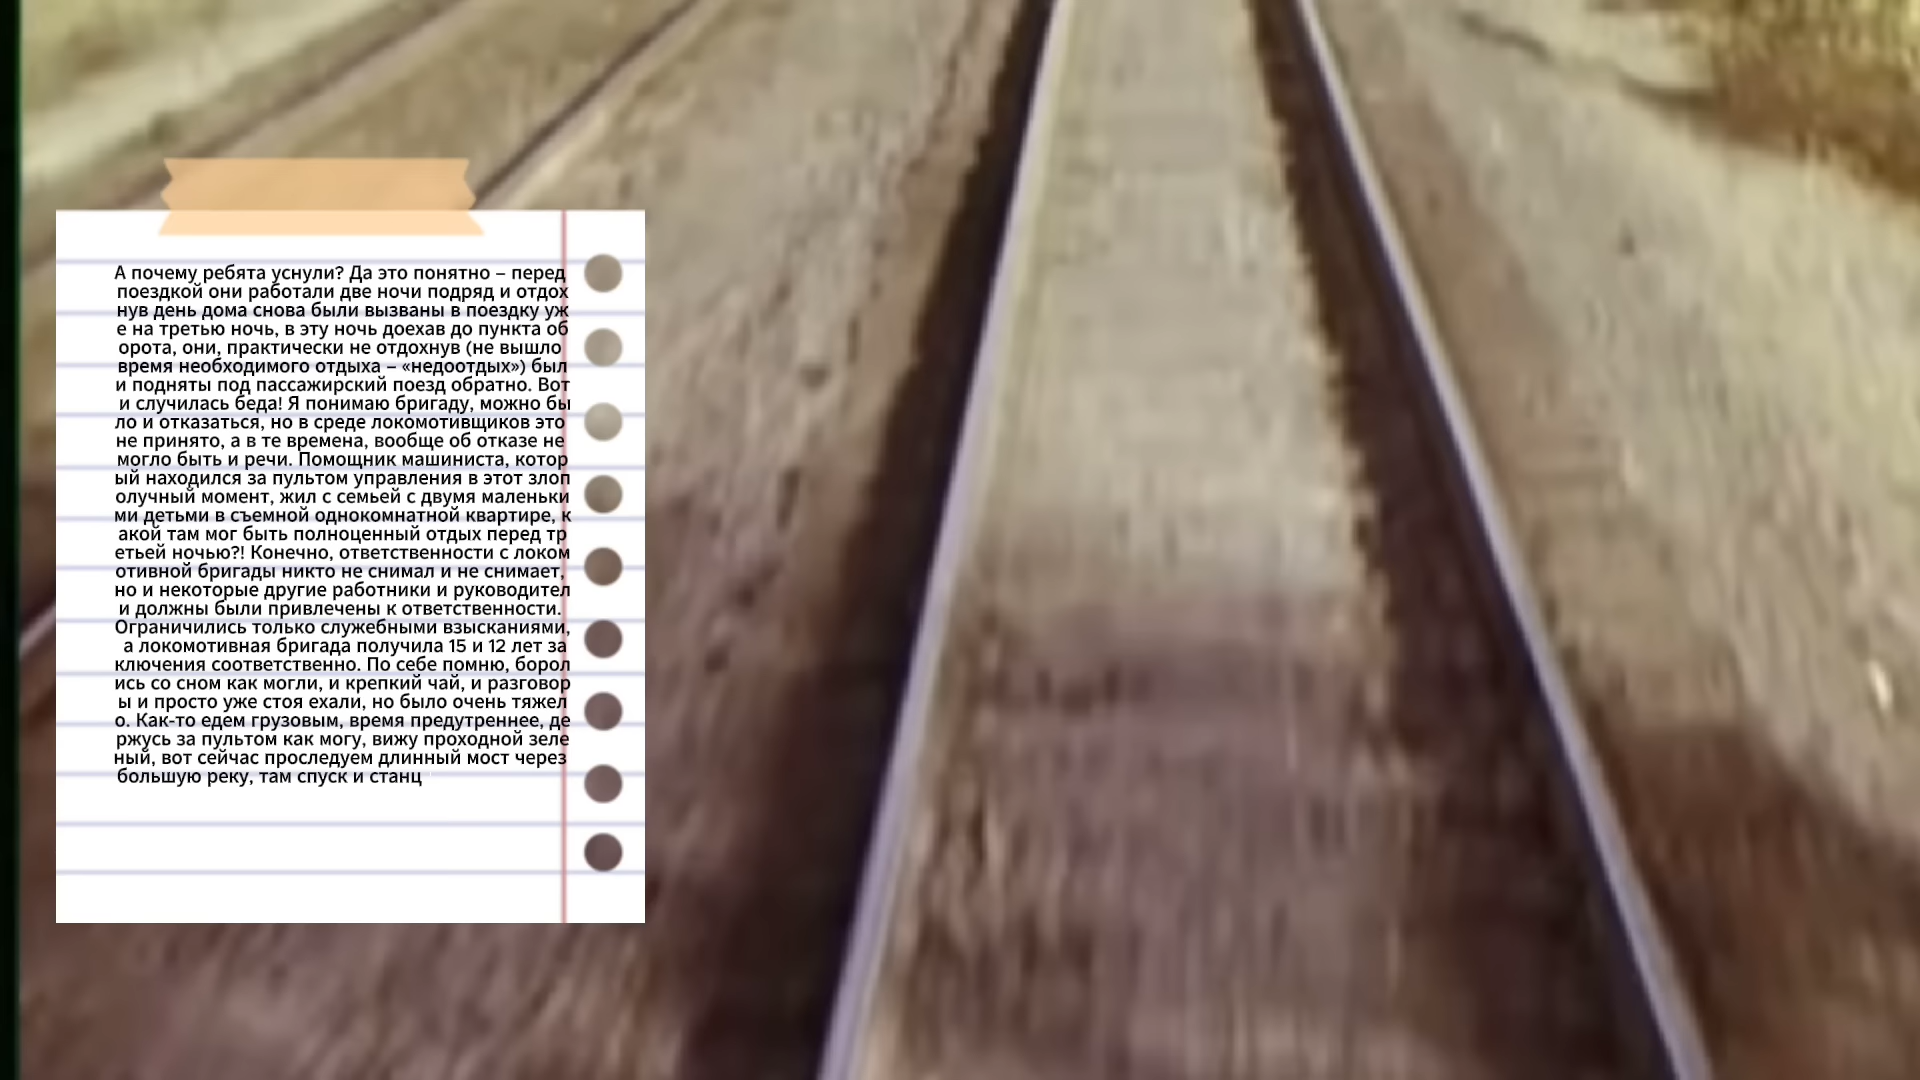 А почему ребята уснули? Да это понятно – перед
поездкой они работали две ночи подряд и отдох
нув день дома снова были вызваны в поездку уж
е на третью ночь, в эту ночь доехав до пункта об
орота, они, практически не отдохнув (не вышло
время необходимого отдыха – «недоотдых») был
и подняты под пассажирский поезд обратно. Вот
и случилась беда! Я понимаю бригаду, можно бы
ло и отказаться, но в среде локомотивщиков это
не принято, а в те времена, вообще об отказе не
могло быть и речи. Помощник машиниста, котор
ый находился за пультом управления в этот злоп
олучный момент, жил с семьей с двумя маленьки
ми детьми в съемной однокомнатной квартире, к
акой там мог быть полноценный отдых перед тр
етьей ночью?! Конечно, ответственности с локом
отивной бригады никто не снимал и не снимает,
но и некоторые другие работники и руководител
и должны были привлечены к ответственности.
Ограничились только служебными взысканиями,
а локомотивная бригада получила 15 и 12 лет за
ключения соответственно. По себе помню, борол
ись со сном как могли, и крепкий чай, и разговор
ы и просто уже стоя ехали, но было очень тяжел
о. Как-то едем грузовым, время предутреннее, де
ржусь за пультом как могу, вижу проходной зеле
ный, вот сейчас проследуем длинный мост через
большую реку, там спуск и станц